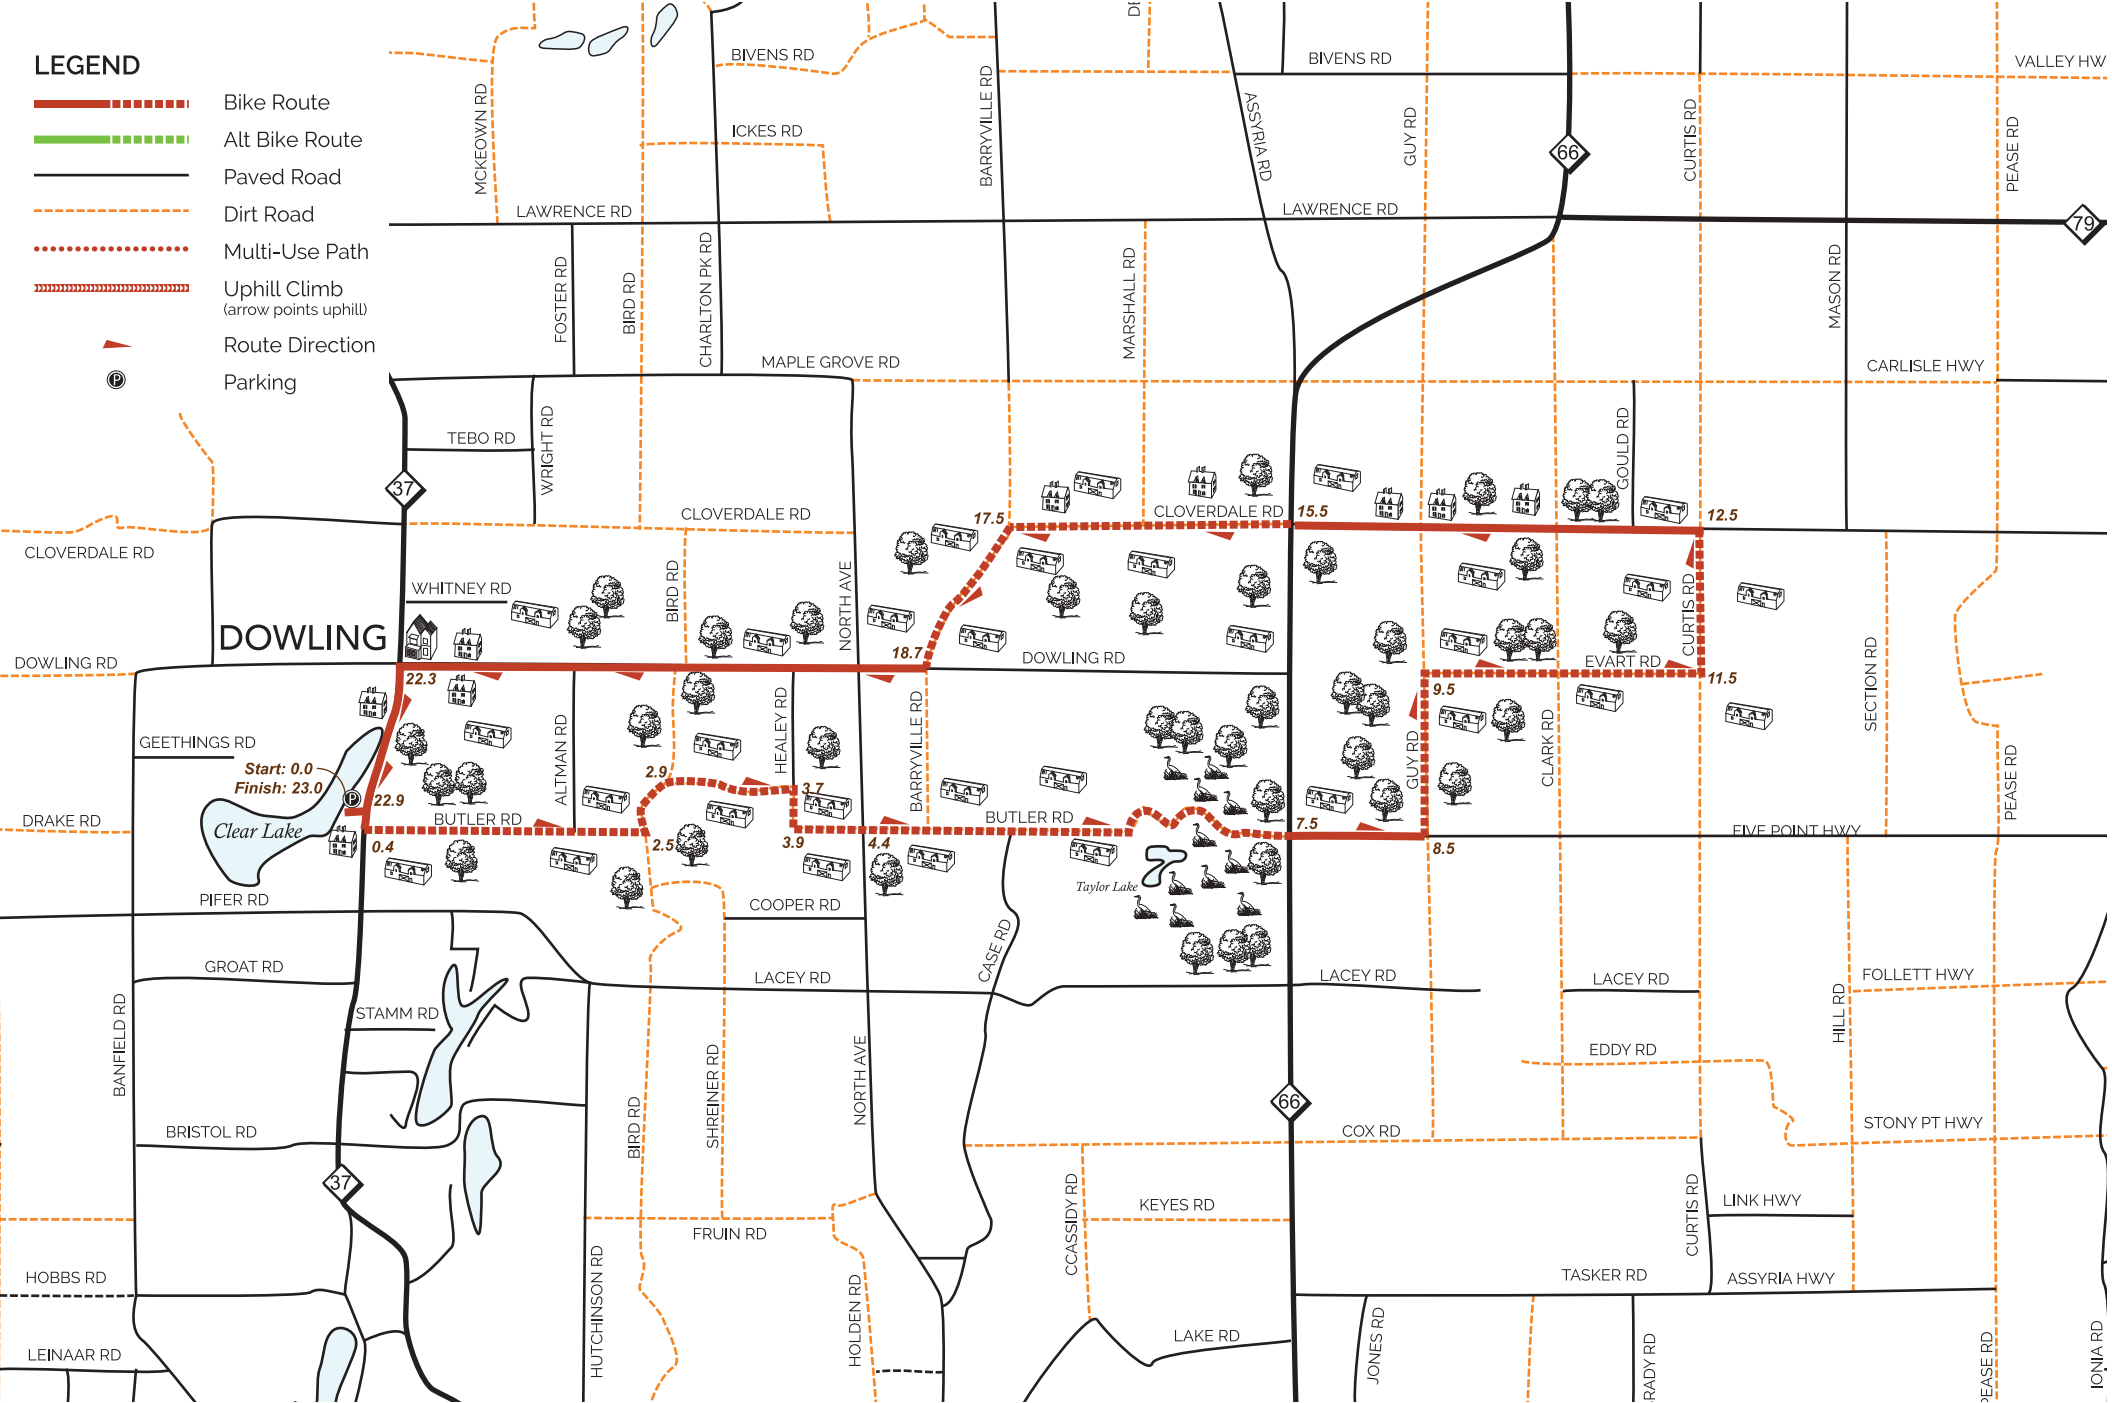 LEGEND
Bike Route
Alt Bike Route
Paved Road
Dirt Road
Multi-Use Path
Uphill Climb
(arrow points uphill)
Route Direction
P
Parking
BIVENS RD
BIVENS RD
VALLEY HW
MCKEOWN RD
ICKES RD
BARRYVILLE RD
ASSYRIA RD
GUY RD
66
CURTIS RD
PEASE RD
LAWRENCE RD
LAWRENCE RD
79
FOSTER RD
BIRD RD
CHARLTON PK RD
MARSHALL RD
MASON RD
MAPLE GROVE RD
CARLISLE HWY
TEBO RD
WRIGHT RD
GOULD RD
37
CLOVERDALE RD
17.5
CLOVERDALE RD
15.5
12.5
CLOVERDALE RD
WHITNEY RD
BIRD RD
NORTH AVE
CURTIS RD
DOWLING
DOWLING RD
18.7
DOWLING RD
EVART RD
22.3
9.5
11.5
SECTION RD
GEETHINGS RD
ALTMAN RD
HEALEY RD
BARRYVILLE RD
GUY RD
CLARK RD
PEASE RD
Start: 0.0
Finish: 23.0
P
22.9
2.9
3.7
DRAKE RD
Clear Lake
BUTLER RD
BUTLER RD
7.5
FIVE POINT HWY
0.4
2.5
3.9
4.4
8.5
Taylor Lake
PIFER RD
COOPER RD
CASE RD
GROAT RD
LACEY RD
LACEY RD
LACEY RD
FOLLETT HWY
BANFIELD RD
STAMM RD
HILL RD
EDDY RD
NORTH AVE
SHREINER RD
BIRD RD
66
BRISTOL RD
COX RD
STONY PT HWY
37
CCASSIDY RD
KEYES RD
CURTIS RD
LINK HWY
FRUIN RD
HOBBS RD
HUTCHINSON RD
HOLDEN RD
TASKER RD
ASSYRIA HWY
LEINAAR RD
LAKE RD
JONES RD
RADY RD
PEASE RD
IONIA RD